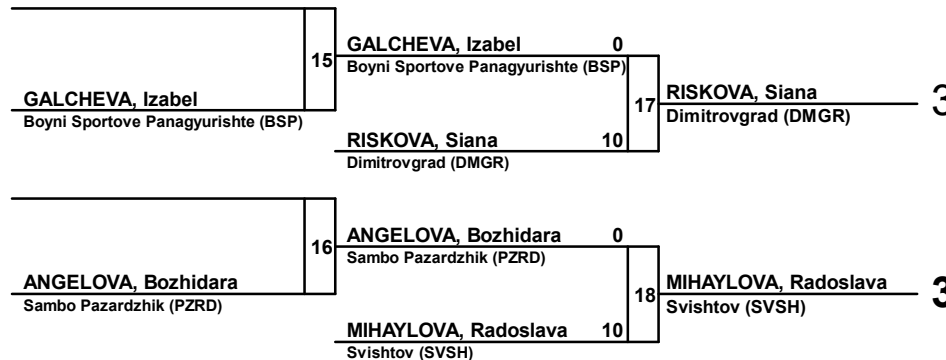 15
GALCHEVA, Izabel 0
Boyni Sportove Panagyurishte (BSP)
GALCHEVA, Izabel
Boyni Sportove Panagyurishte (BSP)
17
RISKOVA, Siana 3
Dimitrovgrad (DMGR)
RISKOVA, Siana 10
Dimitrovgrad (DMGR)
16
ANGELOVA, Bozhidara 0
Sambo Pazardzhik (PZRD)
ANGELOVA, Bozhidara
Sambo Pazardzhik (PZRD)
18
MIHAYLOVA, Radoslava 3
Svishtov (SVSH)
MIHAYLOVA, Radoslava 10
Svishtov (SVSH)